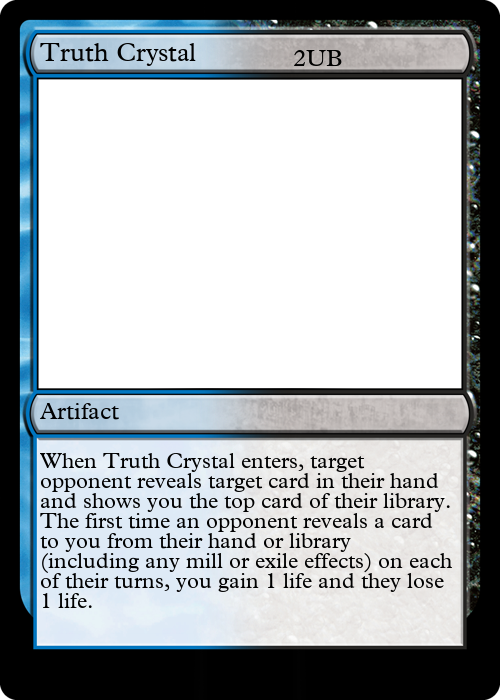 Truth Crystal 2UB
Artifact
When Truth Crystal enters, target
opponent reveals target card in their hand
and shows you the top card of their library.
The first time an opponent reveals a card
to you from their hand or library
(including any mill or exile effects) on each
of their turns, you gain 1 life and they lose
1 life.